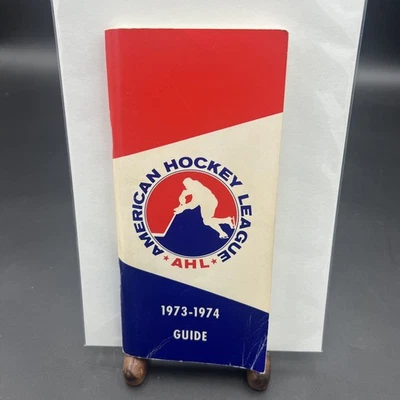 AMERICAN HOCKEY LEAGUE
★ AHL ★
1973-1974
GUIDE